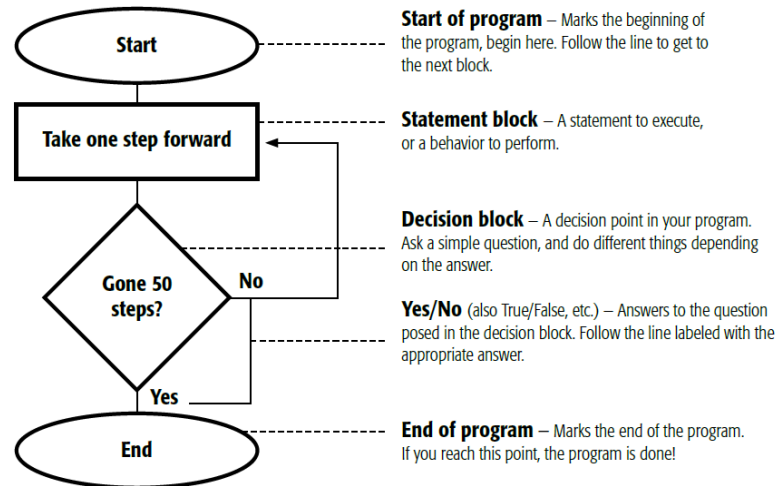 Start
Start of program – Marks the beginning of
the program, begin here. Follow the line to get to
the next block.
Take one step forward
Statement block – A statement to execute,
or a behavior to perform.
Gone 50
steps?
No
Yes
Decision block – A decision point in your program.
Ask a simple question, and do different things depending
on the answer.
Yes/No (also True/False, etc.) – Answers to the question
posed in the decision block. Follow the line labeled with the
appropriate answer.
End
End of program – Marks the end of the program.
If you reach this point, the program is done!